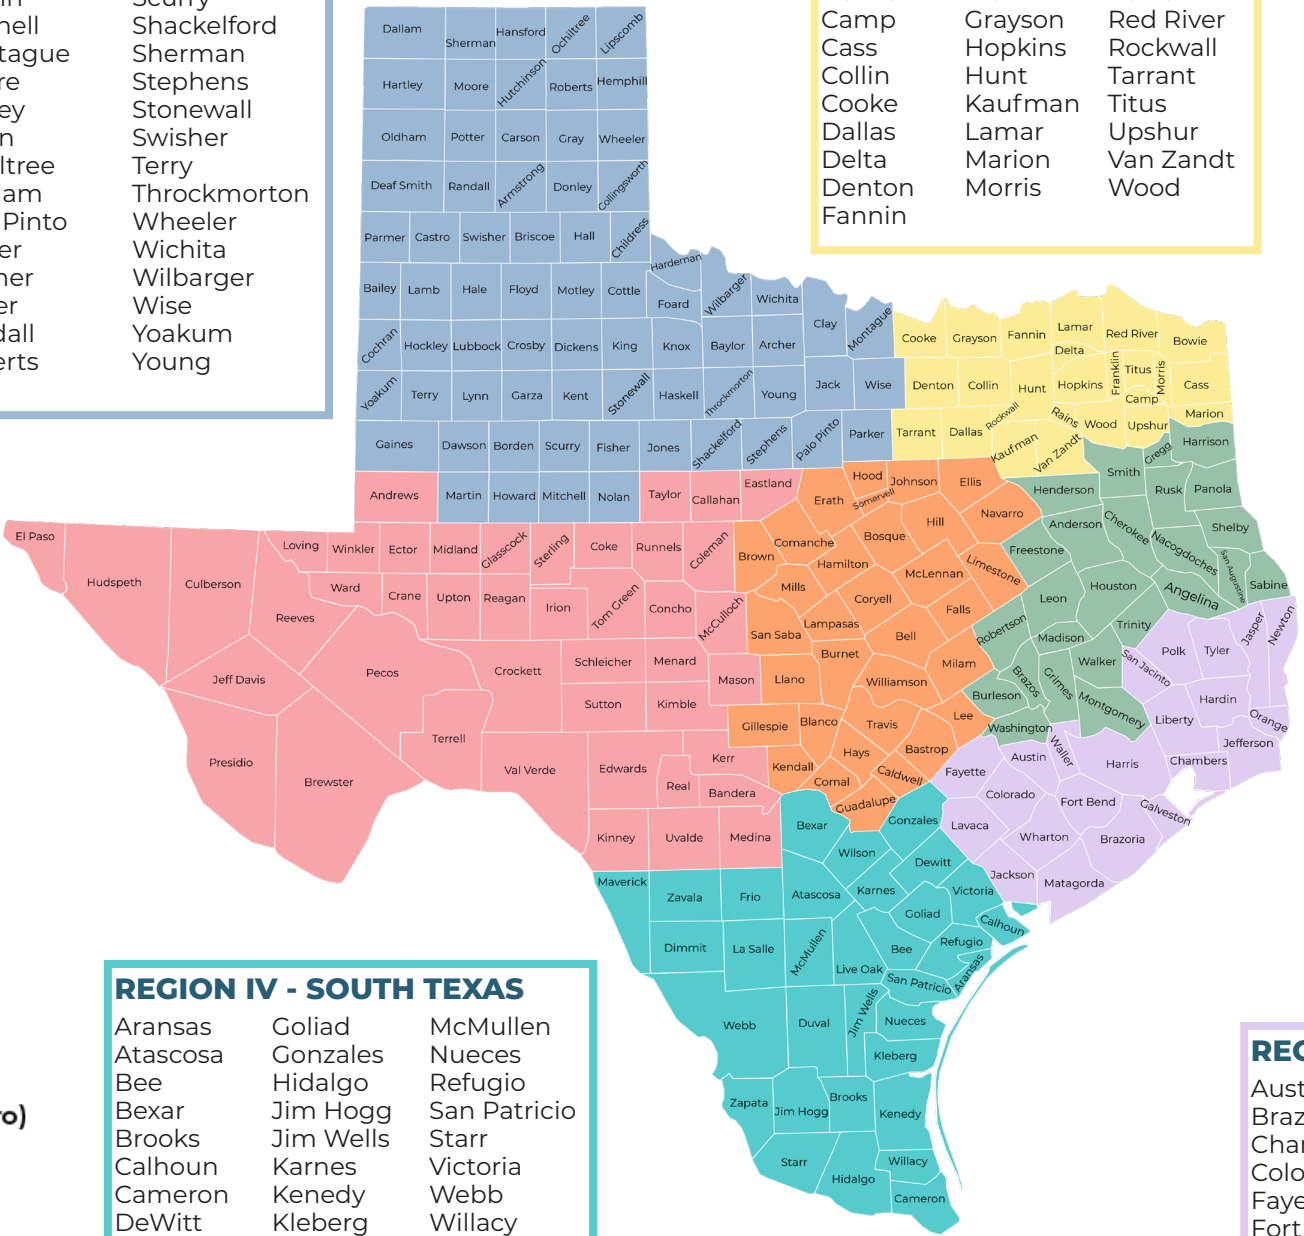 Scurry
Shackelford
Sherman
Stephens
Stonewall
Swisher
Terry
Throckmorton
Wheeler
Wichita
Wilbarger
Wise
Yoakum
Young
Camp Grayson Red River
Cass Hopkins Rockwall
Collin Hunt Tarrant
Cooke Kaufman Titus
Dallas Lamar Upshur
Delta Marion Van Zandt
Denton Morris Wood
Fannin
Dallam Sherman Hansford Ochiltree Lipscomb
Hartley Moore Hutchinson Roberts Hemphill
Oldham Potter Carson Gray Wheeler
Deaf Smith Randall Armstrong Donley Collingsworth
Parmer Castro Swisher Briscoe Hall Childress
Hardeman
Bailey Lamb Hale Floyd Motley Cottle Foard Wilbarger Wichita
Clay Montague
Cochran Hockley Lubbock Crosby Dickens King Knox Baylor Archer
Yoakum Terry Lynn Garza Kent Stonewall Haskell Throckmorton Young Jack Wise
Gaines Dawson Borden Scurry Fisher Jones Shackelford Stephens Palo Pinto Parker
Martin Howard Mitchell Nolan
Cooke Grayson Fannin Lamar Red River Bowie
Delta Franklin Titus Morris
Denton Collin Hunt Hopkins Camp Cass
Rockwall Rains Wood Upshur Marion
Tarrant Dallas Kaufman Van Zandt
Andrews Taylor Callahan Eastland
El Paso Hudspeth Culberson Loving Winkler Ector Midland Glasscock Sterling Coke Runnels Coleman
Reeves Ward Crane Upton Reagan Irion Tom Green Concho McCulloch
Jeff Davis Pecos Crockett Schleicher Menard Mason
Sutton Kimble
Presidio Brewster Terrell Val Verde Edwards Kerr
Real Bandera
Kinney Uvalde Medina
Erath Hood Somervell Johnson Ellis
Navarro
Brown Comanche Bosque Hill
Mills Hamilton McLennan Limestone
Coryell Falls
San Saba Lampasas Bell
Burnet Milam
Llano Williamson
Gillespie Blanco Travis Lee
Hays Bastrop
Kendall Comal Caldwell
Guadalupe
Harrison
Gregg
Smith
Henderson Rusk Panola
Anderson Cherokee Shelby
Freestone Nacogdoches San Augustine
Houston Angelina Sabine
Leon
Robertson Trinity
Madison
Walker
Brazos Grimes
Burleson Montgomery
Washington
Jasper Newton
Polk Tyler
San Jacinto
Hardin
Liberty Orange
Jefferson
Waller
Austin Harris Chambers
Fayette
Colorado Fort Bend Galveston
Lavaca Wharton Brazoria
Jackson Matagorda
Bexar Gonzales
Wilson Dewitt
Maverick Zavala Frio Atascosa Karnes Victoria
Goliad Calhoun
Dimmit La Salle McMullen Bee Refugio
Live Oak San Patricio Aransas
Webb Duval Jim Wells Nueces
Kleberg
Zapata Jim Hogg Brooks Kenedy
Starr Hidalgo Willacy
Cameron
REGION IV - SOUTH TEXAS
Aransas Goliad McMullen
Atascosa Gonzales Nueces
Bee Hidalgo Refugio
Bexar Jim Hogg San Patricio
Brooks Jim Wells Starr
Calhoun Karnes Victoria
Cameron Kenedy Webb
DeWitt Kleberg Willacy